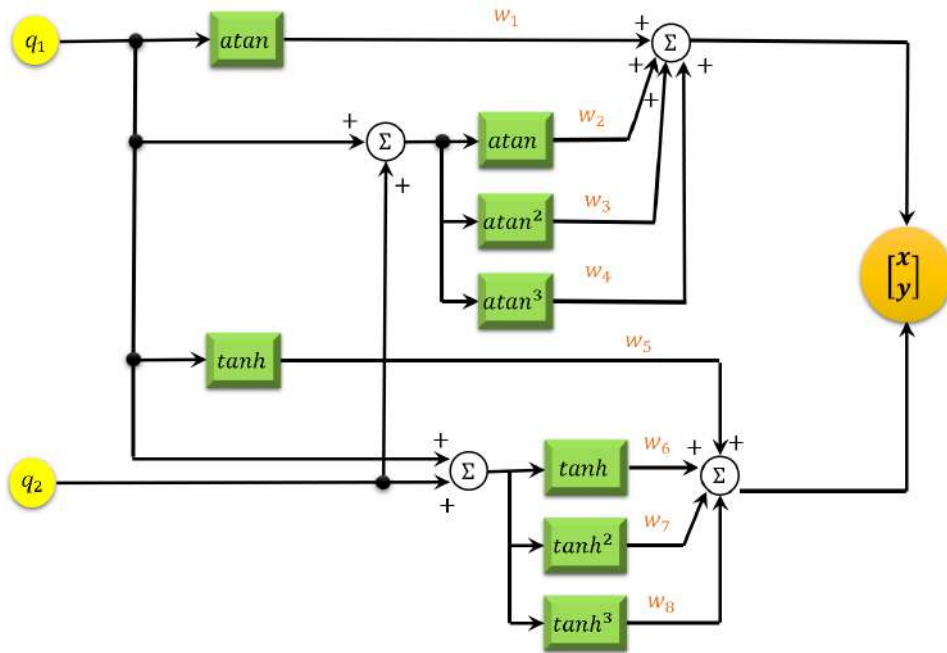 q₁
atan
w₁
+
Σ
+
+
+
+
Σ
+
atan
w₂
atan²
w₃
atan³
w₄
[x y]
tanh
w₅
q₂
+
Σ
+
tanh
w₆
+
+
Σ
tanh²
w₇
tanh³
w₈